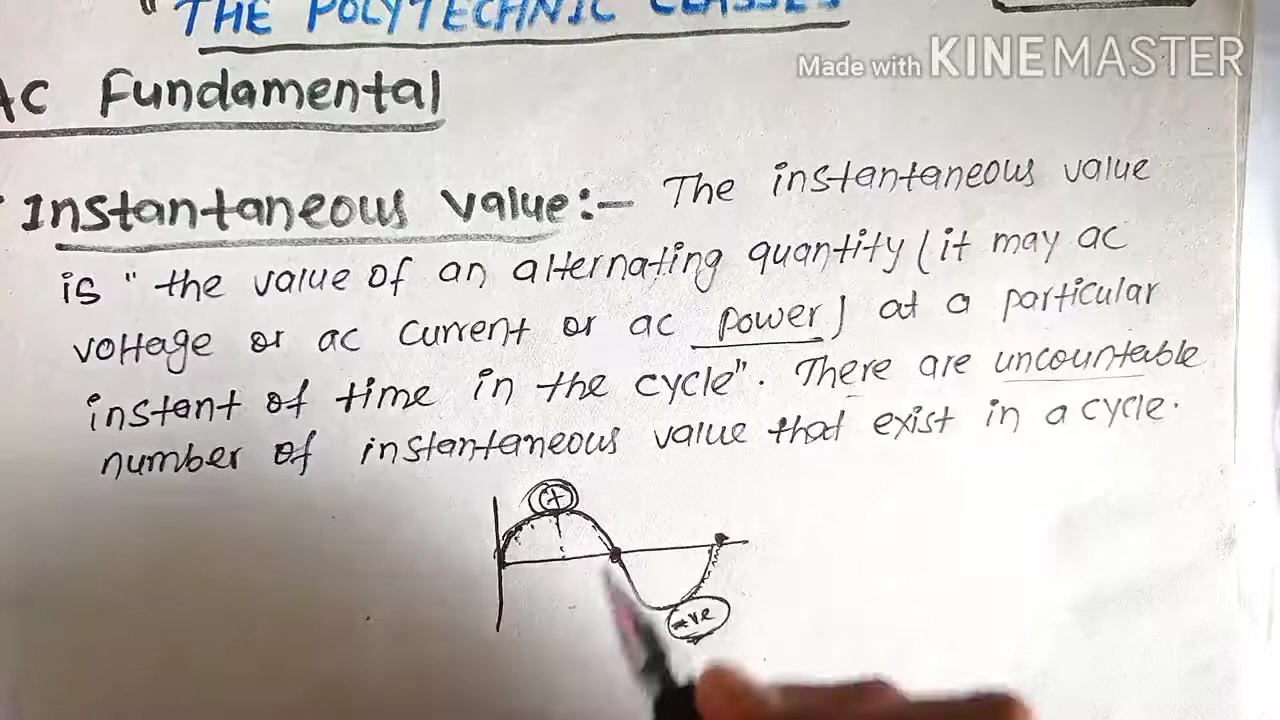 "THE POLYTECHNIC CLASSES
Made with KINEMASTER
AC Fundamental
Instantaneous value:- The instantaneous value
is "the value of an alternating quantity (it may ac
voltage or ac current or ac power) at a particular
instant of time in the cycle". There are uncountable
number of instantaneous value that exist in a cycle.
+
-ve